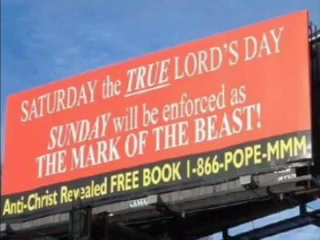 SATURDAY the TRUE LORD'S DAY
SUNDAY will be enforced as
THE MARK OF THE BEAST!
Anti-Christ Revealed FREE BOOK 1-866-POPE-MMM